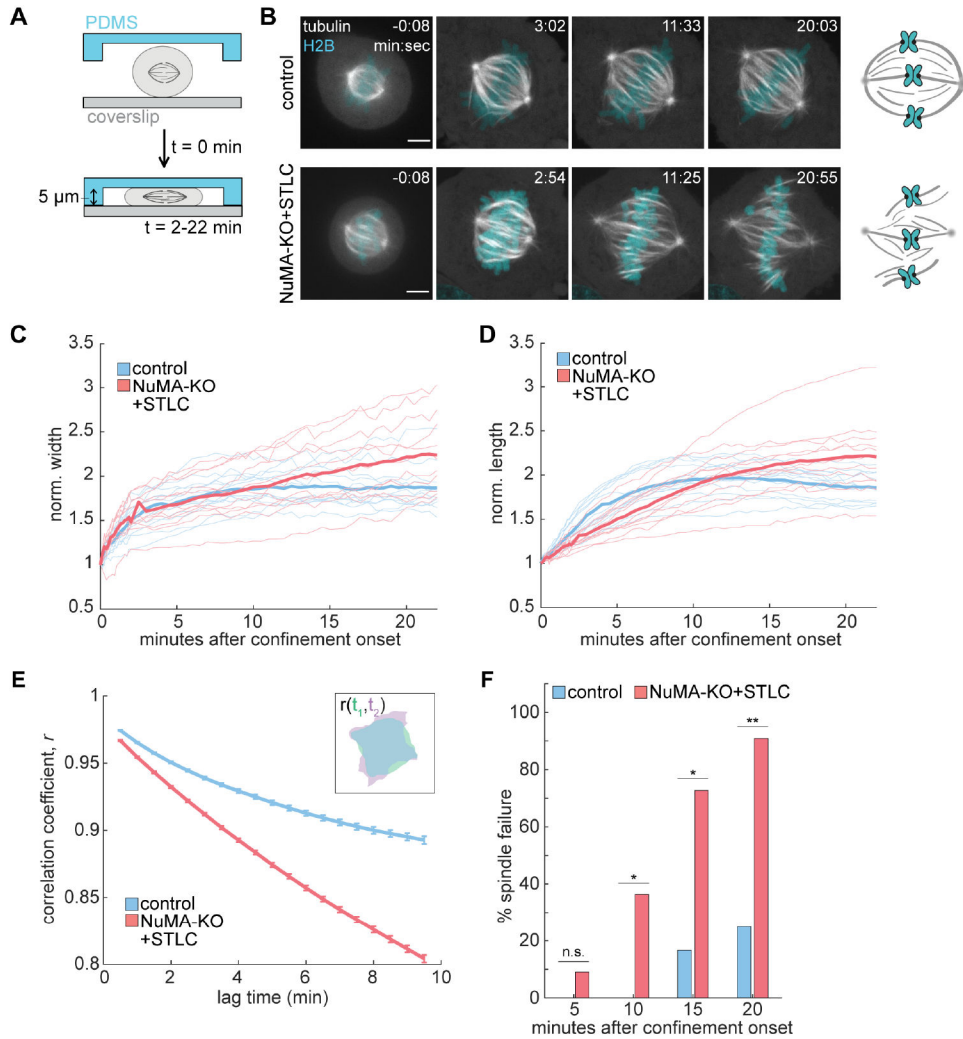 A
PDMS
coverslip
t = 0 min
5 µm
t = 2-22 min
B
tubulin
H2B
-0:08
min:sec
3:02
11:33
20:03
control
-0:08
2:54
11:25
20:55
NuMA-KO+STLC
C
control
NuMA-KO
+STLC
norm. width
3.5
3
2.5
2
1.5
1
0.5
0
5
10
15
20
minutes after confinement onset
D
control
NuMA-KO
+STLC
norm. length
3.5
3
2.5
2
1.5
1
0.5
0
5
10
15
20
minutes after confinement onset
E
r(t1,t2)
control
NuMA-KO
+STLC
correlation coefficient, r
1
0.95
0.9
0.85
0.8
0
2
4
6
8
10
lag time (min)
F
control
NuMA-KO+STLC
% spindle failure
100
80
60
40
20
0
n.s.
*
*
**
5
10
15
20
minutes after confinement onset